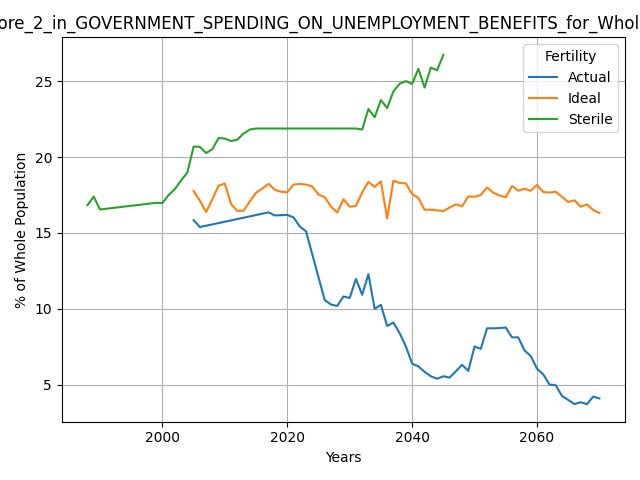 ore_2_in_GOVERNMENT_SPENDING_ON_UNEMPLOYMENT_BENEFITS_for_Whol
Fertility
Actual
Ideal
Sterile
% of Whole Population
25
20
15
10
5
2000 2020 2040 2060
Years